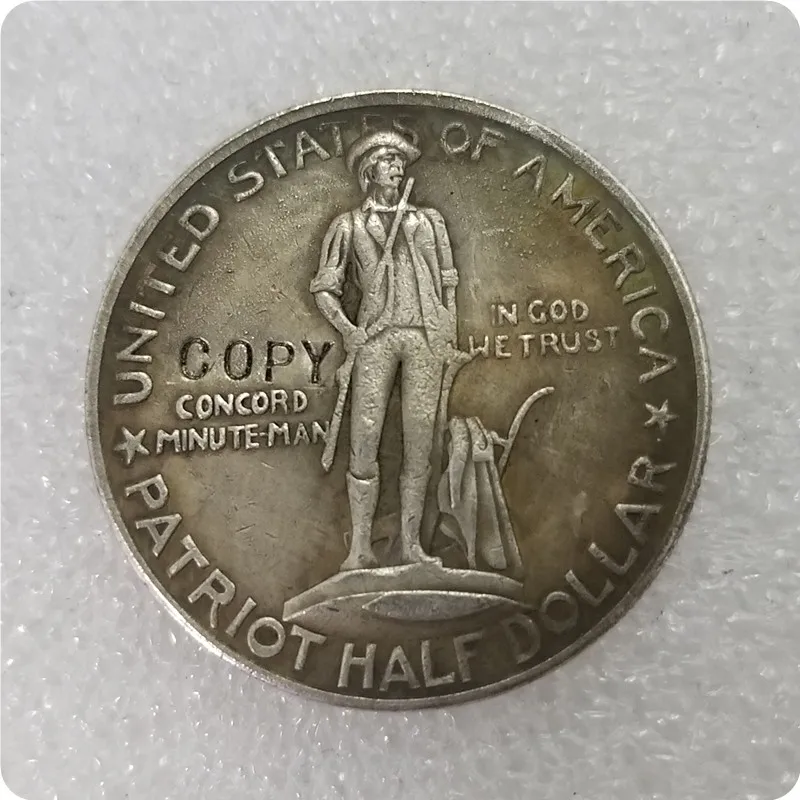 UNITED STATES OF AMERICA
IN GOD
WE TRUST
COPY
CONCORD
MINUTE-MAN
PATRIOT HALF DOLLAR